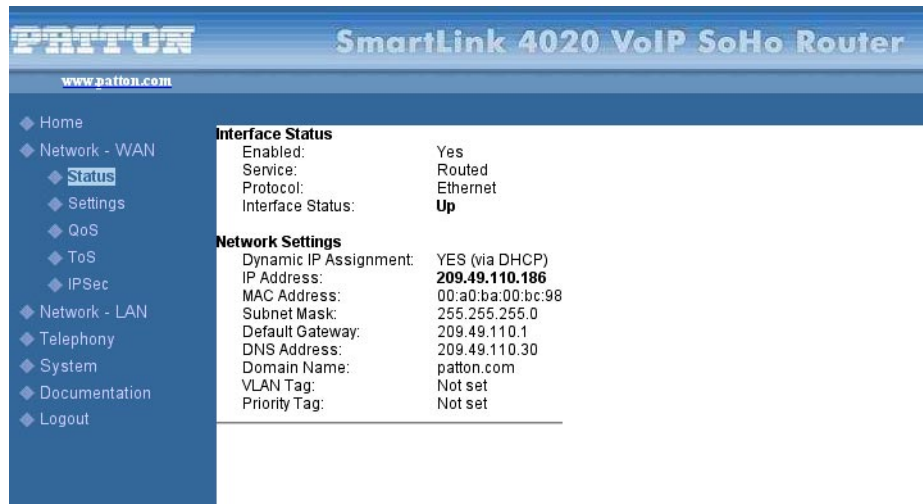 PATTON
SmartLink 4020 VoIP SoHo Router
www.patton.com
Home
Network - WAN
Status
Settings
QoS
ToS
IPSec
Network - LAN
Telephony
System
Documentation
Logout
Interface Status
Enabled: Yes
Service: Routed
Protocol: Ethernet
Interface Status: Up
Network Settings
Dynamic IP Assignment: YES (via DHCP)
IP Address: 209.49.110.186
MAC Address: 00:a0:ba:00:bc:98
Subnet Mask: 255.255.255.0
Default Gateway: 209.49.110.1
DNS Address: 209.49.110.30
Domain Name: patton.com
VLAN Tag: Not set
Priority Tag: Not set